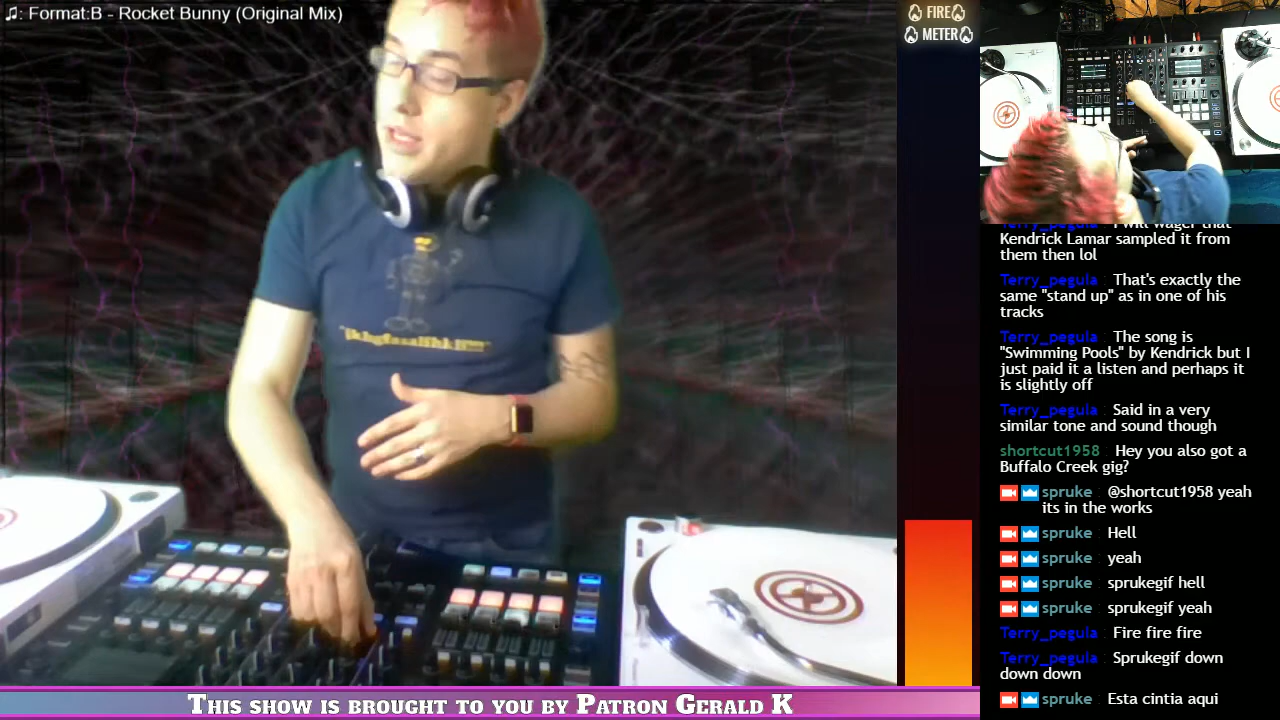 ♫: Format:B - Rocket Bunny (Original Mix)
FIRE
METER
Terry_pegula : I will wager that
Kendrick Lamar sampled it from
them then lol
Terry_pegula : That's exactly the
same "stand up" as in one of his
tracks
Terry_pegula : The song is
"Swimming Pools" by Kendrick but I
just paid it a listen and perhaps it
is slightly off
Terry_pegula : Said in a very
similar tone and sound though
shortcut1958 : Hey you also got a
Buffalo Creek gig?
spruke : @shortcut1958 yeah
its in the works
spruke : Hell
spruke : yeah
spruke : sprukegif hell
spruke : sprukegif yeah
Terry_pegula : Fire fire fire
Terry_pegula : Sprukegif down
down down
spruke : Esta cintia aqui
This show is brought to you by Patron Gerald K